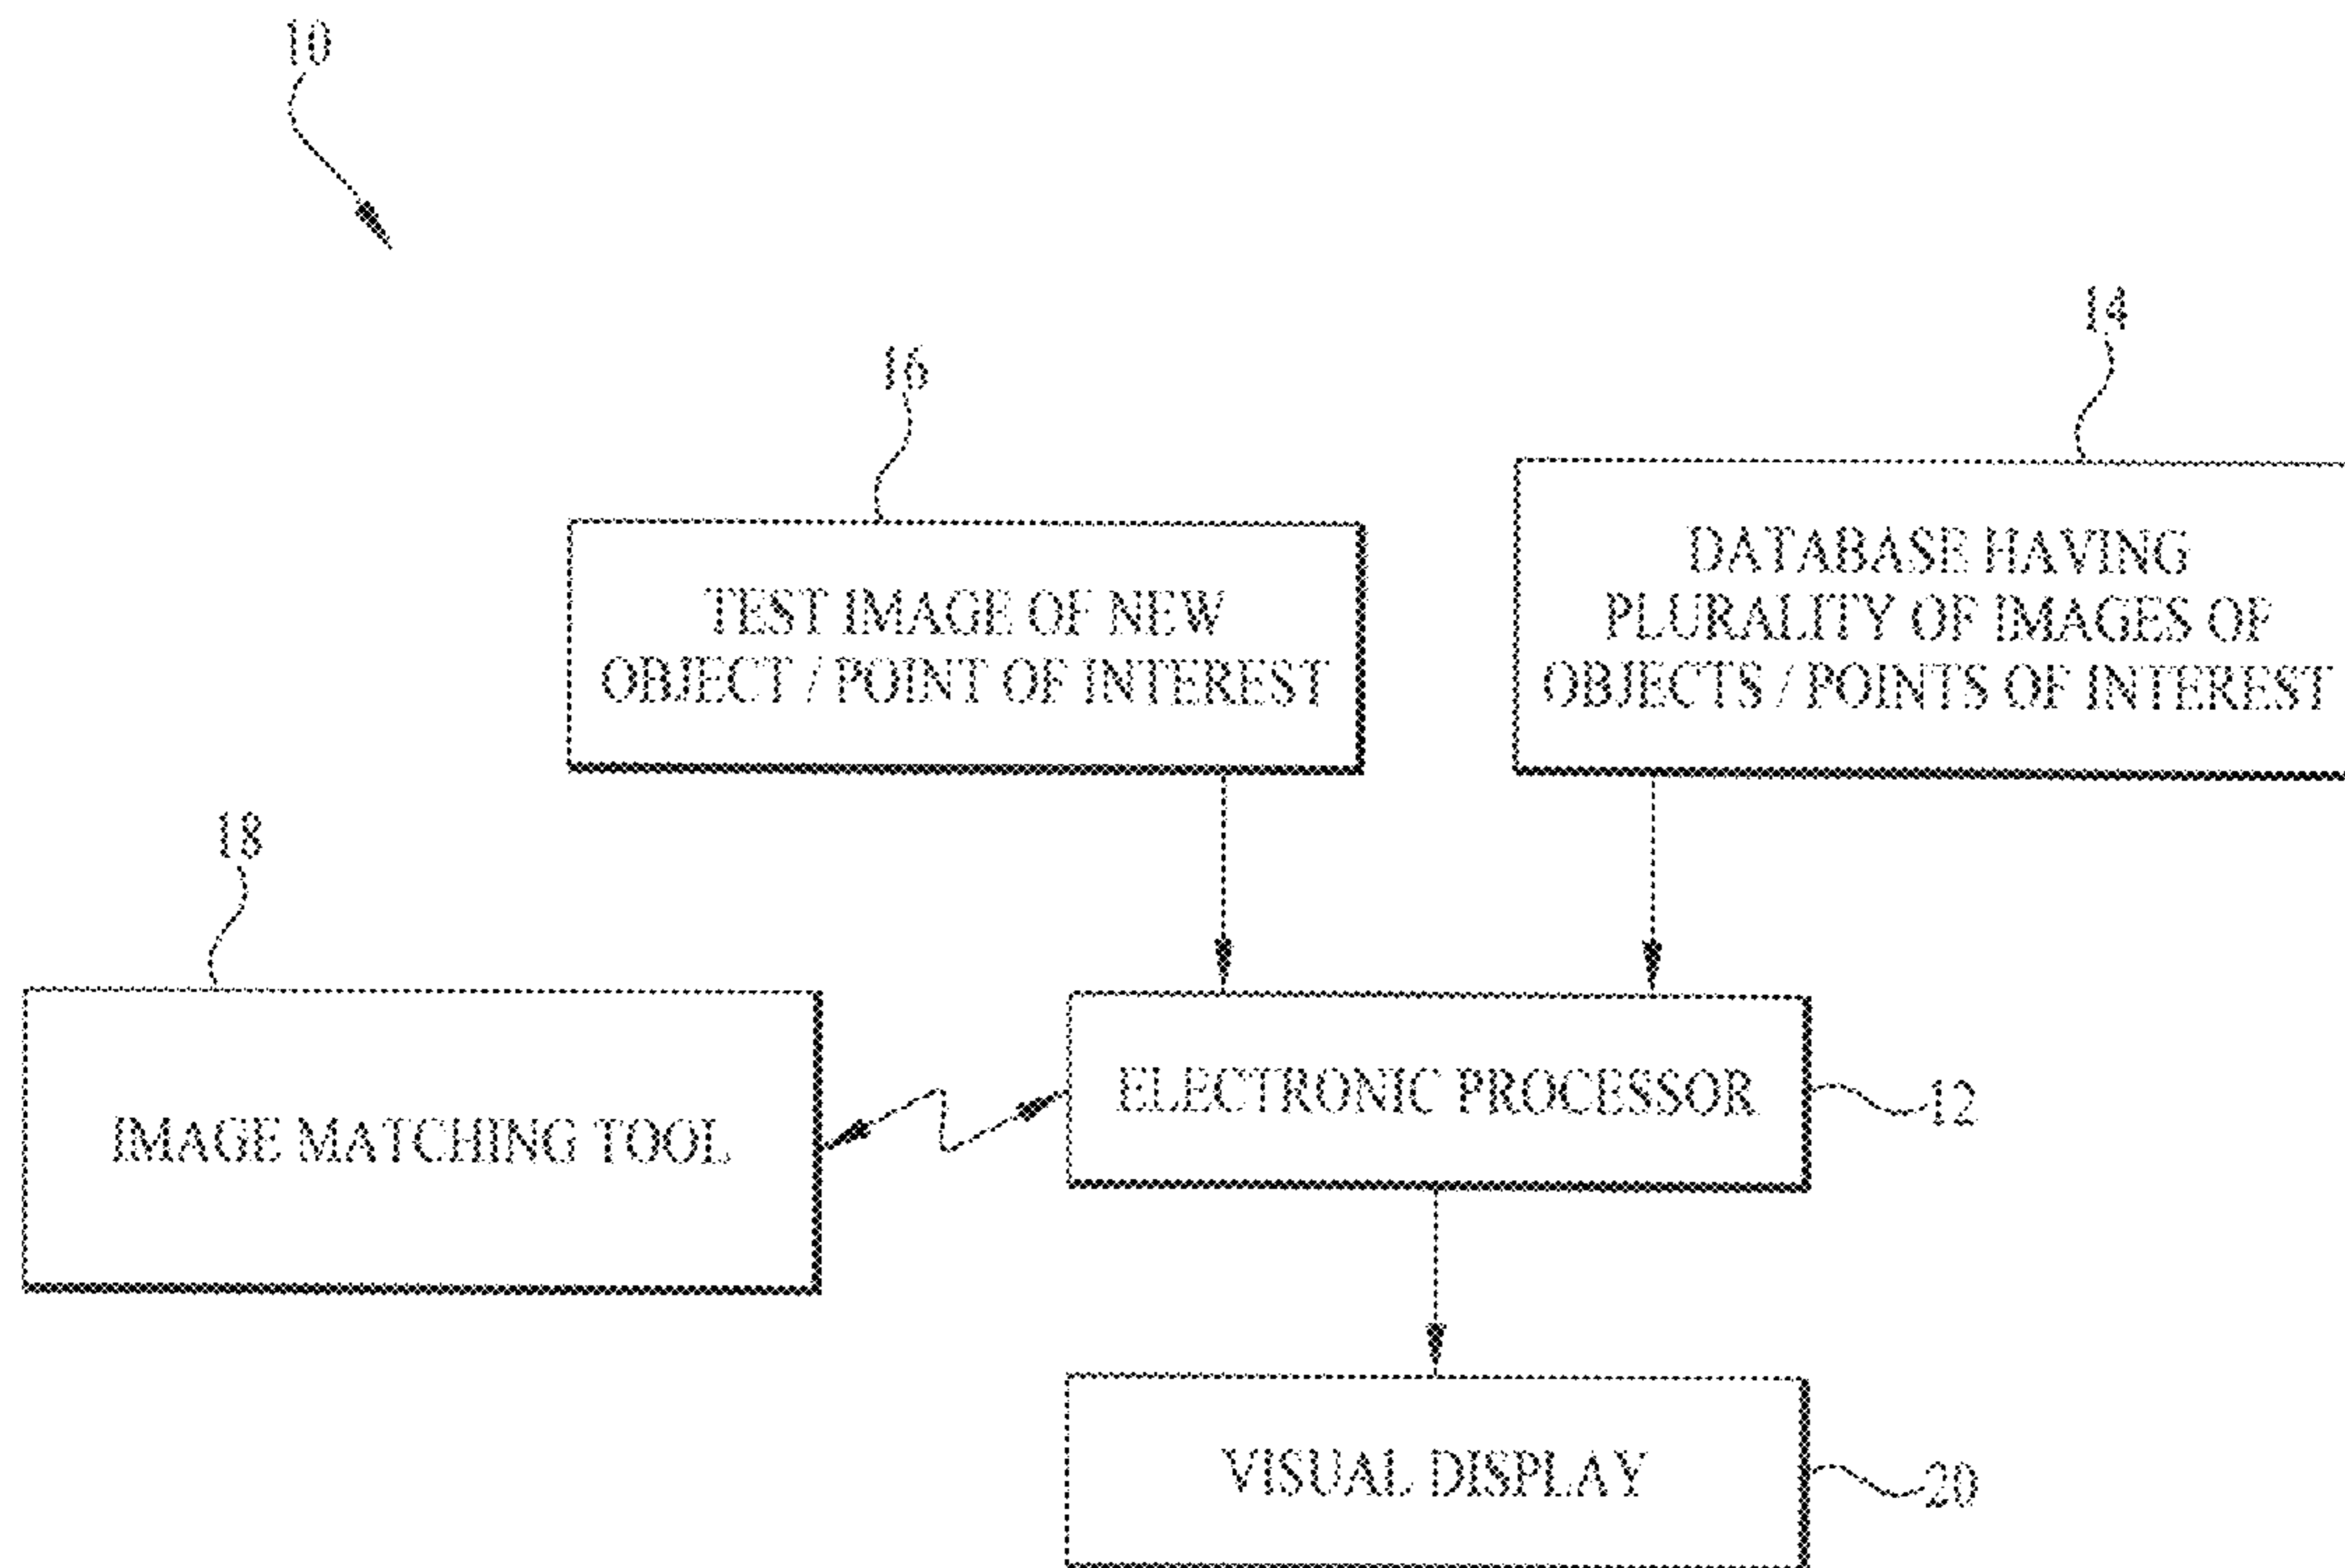 10
14
16
DATABASE HAVING
PLURALITY OF IMAGES OF
OBJECTS / POINTS OF INTEREST
TEST IMAGE OF NEW
OBJECT / POINT OF INTEREST
18
ELECTRONIC PROCESSOR
12
IMAGE MATCHING TOOL
VISUAL DISPLAY
20